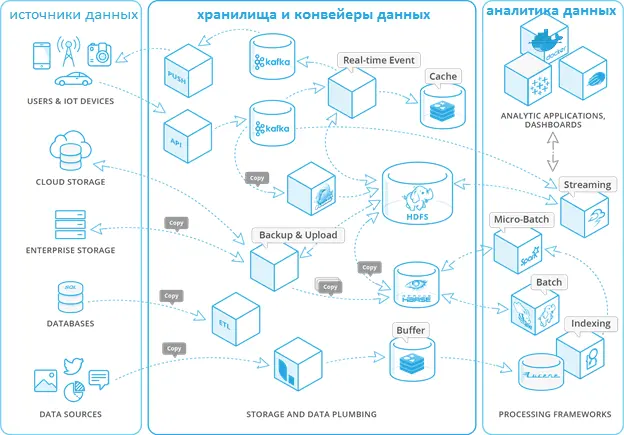 источники данных
хранилища и конвейеры данных
аналитика данных
USERS & IOT DEVICES
CLOUD STORAGE
ENTERPRISE STORAGE
DATABASES
DATA SOURCES
PUSH
kafka
Real-time Event
Cache
API
kafka
Copy
HDFS
Copy
Backup & Upload
Copy
Copy
HBASE
Copy
ETL
Copy
Buffer
STORAGE AND DATA PLUMBING
docker
ANALYTIC APPLICATIONS,
DASHBOARDS
Streaming
Micro-Batch
Spark
Batch
Indexing
Lucene
PROCESSING FRAMEWORKS